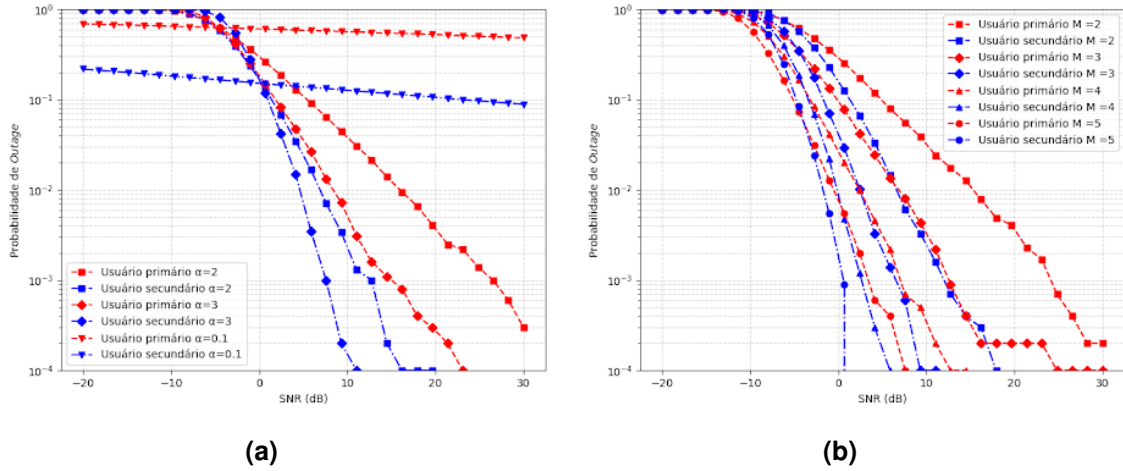 10⁰
10⁻¹
10⁻²
10⁻³
10⁻⁴
Probabilidade de Outage
Usuário primário α=2
Usuário secundário α=2
Usuário primário α=3
Usuário secundário α=3
Usuário primário α=0.1
Usuário secundário α=0.1
−20 −10 0 10 20 30
SNR (dB)
(a)
10⁰
10⁻¹
10⁻²
10⁻³
10⁻⁴
Probabilidade de Outage
Usuário primário M =2
Usuário secundário M =2
Usuário primário M =3
Usuário secundário M =3
Usuário primário M =4
Usuário secundário M =4
Usuário primário M =5
Usuário secundário M =5
−20 −10 0 10 20 30
SNR (dB)
(b)